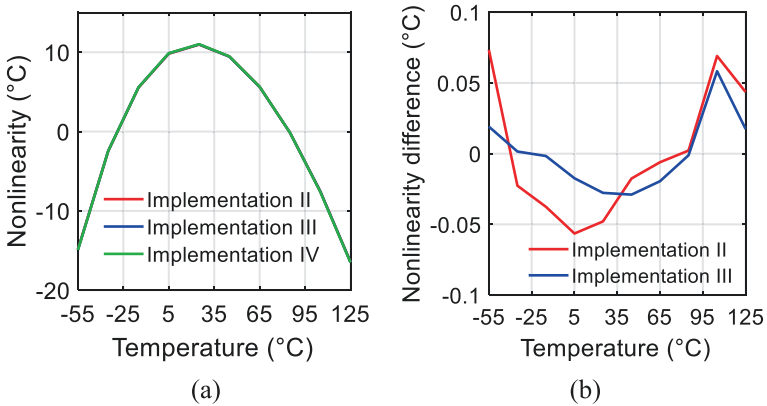 Nonlinearity (°C)
10
0
-10
-20
Implementation II
Implementation III
Implementation IV
-55 -25 5 35 65 95 125
Temperature (°C)
(a)
Nonlinearity difference (°C)
0.1
0.05
0
-0.05
-0.1
Implementation II
Implementation III
-55 -25 5 35 65 95 125
Temperature (°C)
(b)